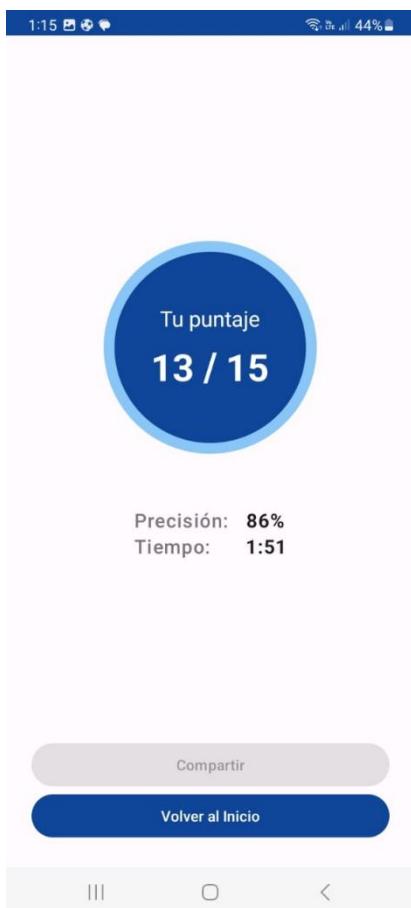 1:15 44%
Tu puntaje
13 / 15
Precisión: 86%
Tiempo: 1:51
Compartir
Volver al Inicio